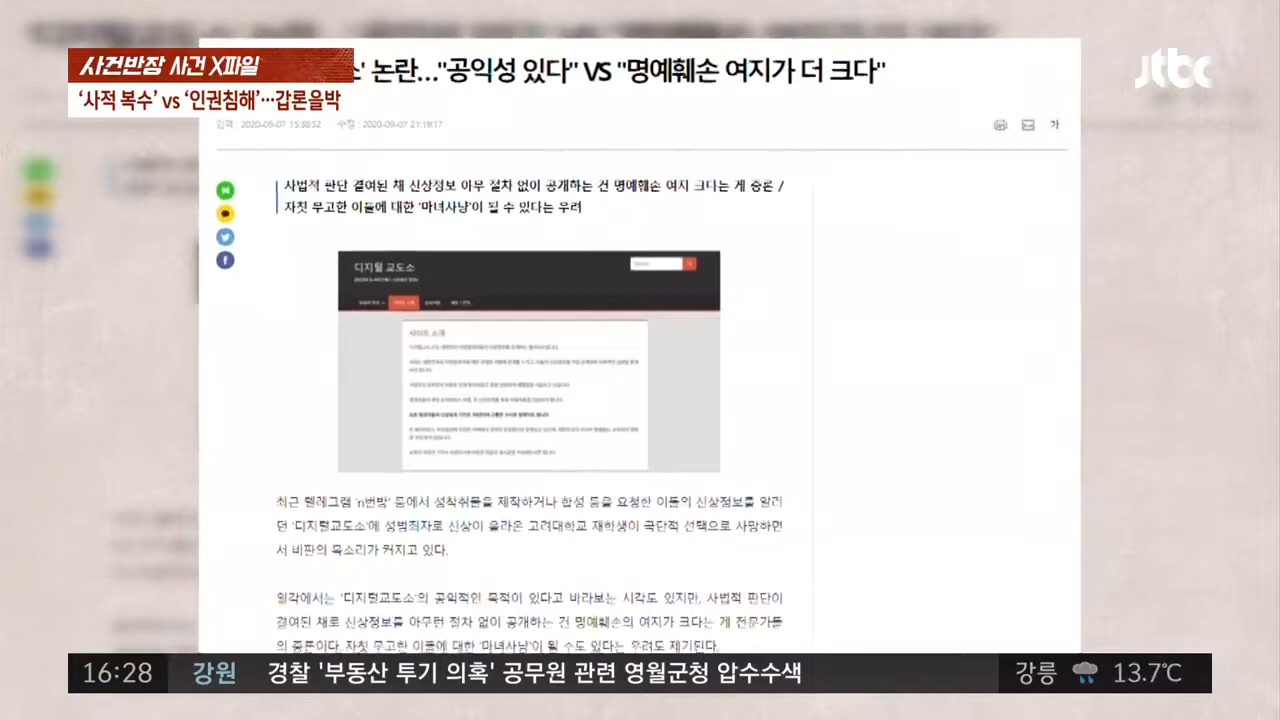 사건반장 사건 X파일
jtbc
' 논란..."공익성 있다" VS "명예훼손 여지가 더 크다"
'사적 복수' vs '인권침해'…갑론을박
입력 : 2020-09-07 15:38:52 수정 : 2020-09-07 21:19:17
가
사법적 판단 결여된 채 신상정보 아무 절차 없이 공개하는 건 명예훼손 여지 크다는 게 중론 /
자칫 무고한 이들에 대한 '마녀사냥'이 될 수 있다는 우려
디지털 교도소
사이트 소개
최근 텔레그램 'n번방' 등에서 성착취물을 제작하거나 합성 등을 요청한 이들의 신상정보를 알리
던 '디지털교도소'에 성범죄자로 신상이 올라온 고려대학교 재학생이 극단적 선택으로 사망하면
서 비판의 목소리가 커지고 있다.
일각에서는 '디지털교도소'의 공익적인 목적이 있다고 바라보는 시각도 있지만, 사법적 판단이
결여된 채로 신상정보를 아무런 절차 없이 공개하는 건 명예훼손의 여지가 크다는 게 전문가들
의 중론이다. 자칫 무고한 이들에 대한 '마녀사냥'이 될 수도 있다는 우려도 제기된다.
16:28 강원 경찰 '부동산 투기 의혹' 공무원 관련 영월군청 압수수색 강릉 13.7℃